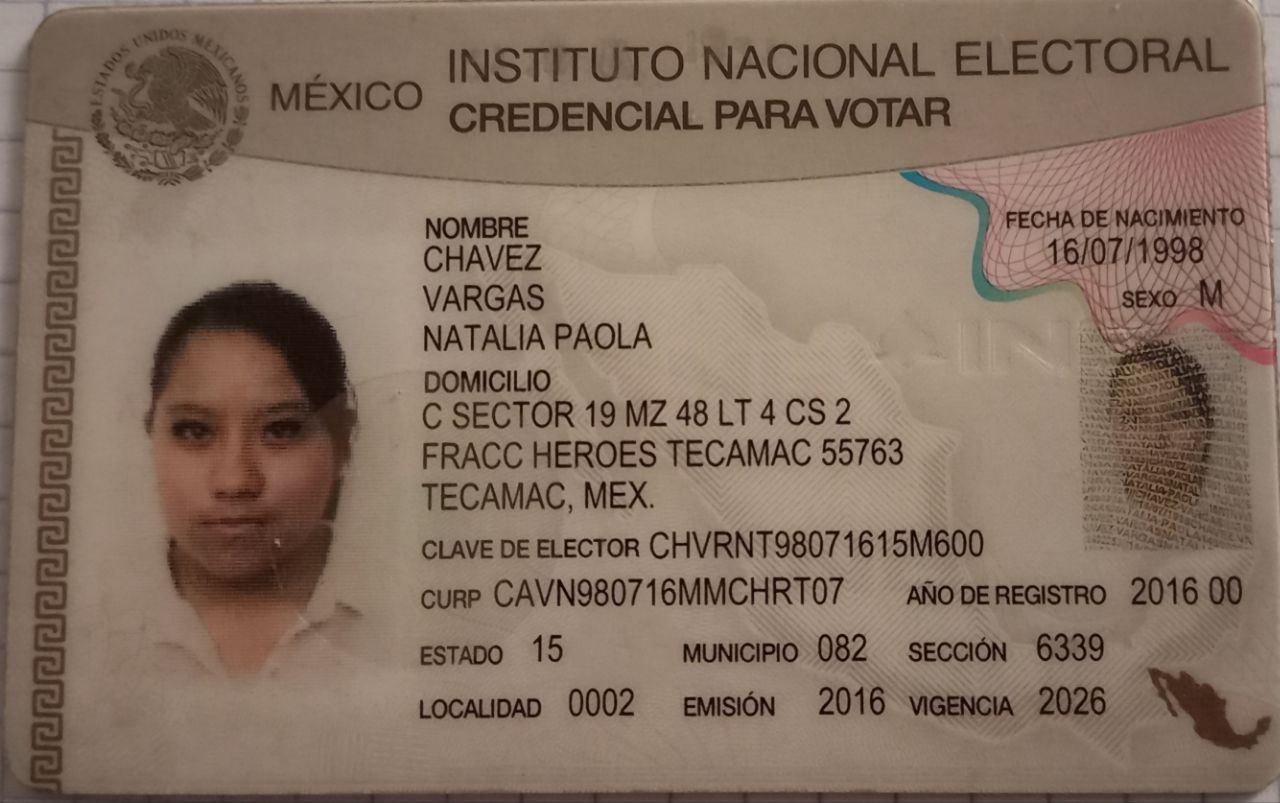 ESTADOS UNIDOS MEXICANOS
MÉXICO
INSTITUTO NACIONAL ELECTORAL
CREDENCIAL PARA VOTAR
FECHA DE NACIMIENTO
16/07/1998
SEXO M
NOMBRE
CHAVEZ
VARGAS
NATALIA PAOLA
DOMICILIO
C SECTOR 19 MZ 48 LT 4 CS 2
FRACC HEROES TECAMAC 55763
TECAMAC, MEX.
CLAVE DE ELECTOR CHVRNT98071615M600
CURP CAVN980716MMCHRT07 AÑO DE REGISTRO 2016 00
ESTADO 15 MUNICIPIO 082 SECCIÓN 6339
LOCALIDAD 0002 EMISIÓN 2016 VIGENCIA 2026